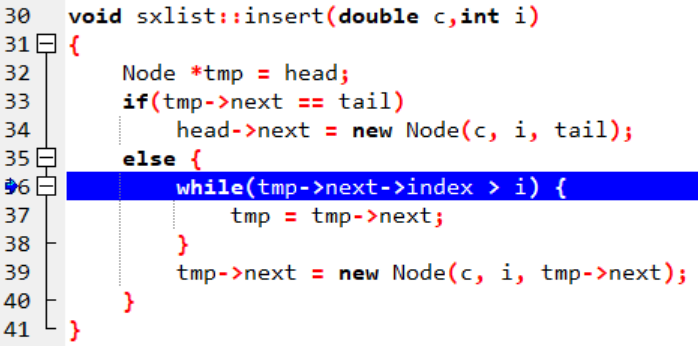 30 void sxlist::insert(double c,int i)
31 {
32     Node *tmp = head;
33     if(tmp->next == tail)
34         head->next = new Node(c, i, tail);
35     else {
6         while(tmp->next->index > i) {
37             tmp = tmp->next;
38         }
39         tmp->next = new Node(c, i, tmp->next);
40     }
41 }